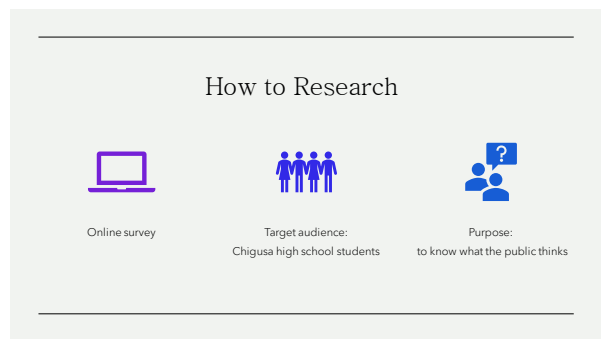 How to Research
?
Online survey
Target audience:
Chigusa high school students
Purpose:
to know what the public thinks